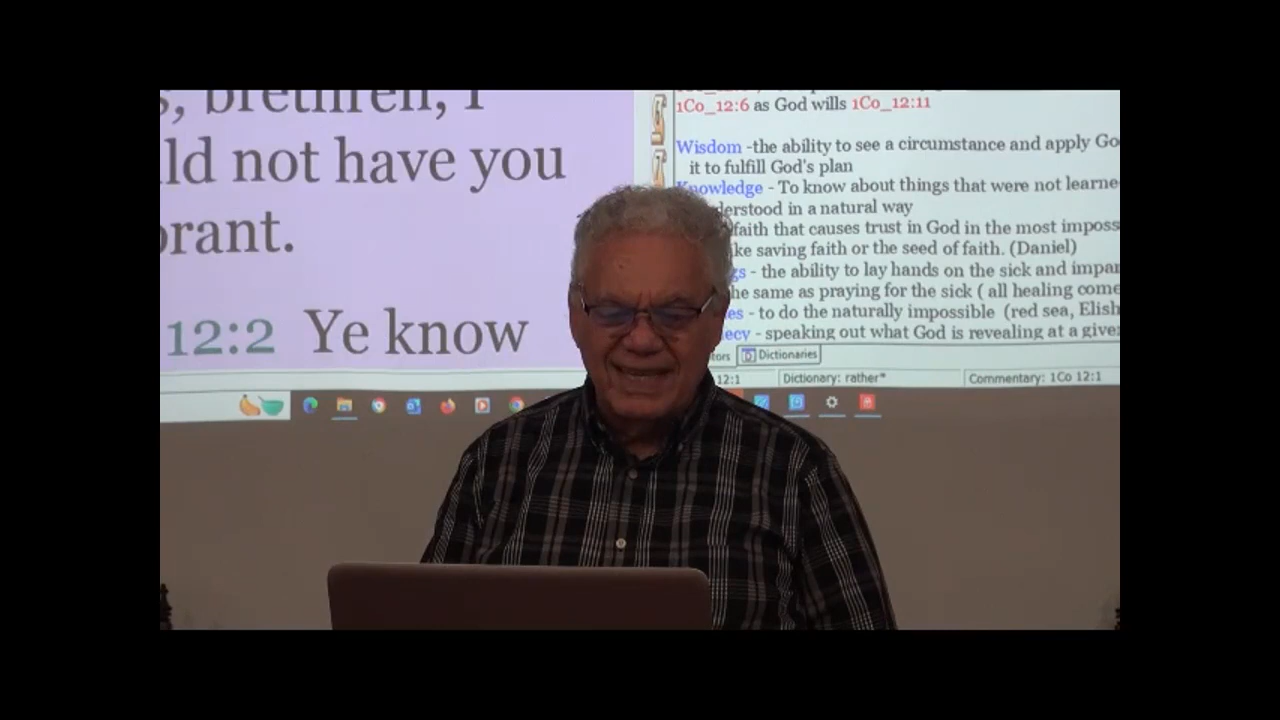 s, brethren, I
ld not have you
orant.
12:2 Ye know
1Co_12:6 as God wills 1Co_12:11
Wisdom -the ability to see a circumstance and apply Go
it to fulfill God's plan
Knowledge - To know about things that were not learne
derstood in a natural way
faith that causes trust in God in the most imposs
ke saving faith or the seed of faith. (Daniel)
gs - the ability to lay hands on the sick and impar
he same as praying for the sick ( all healing come
es - to do the naturally impossible (red sea, Elish
ecy - speaking out what God is revealing at a give
tors Dictionaries
12:1 Dictionary: rather* Commentary: 1Co 12:1